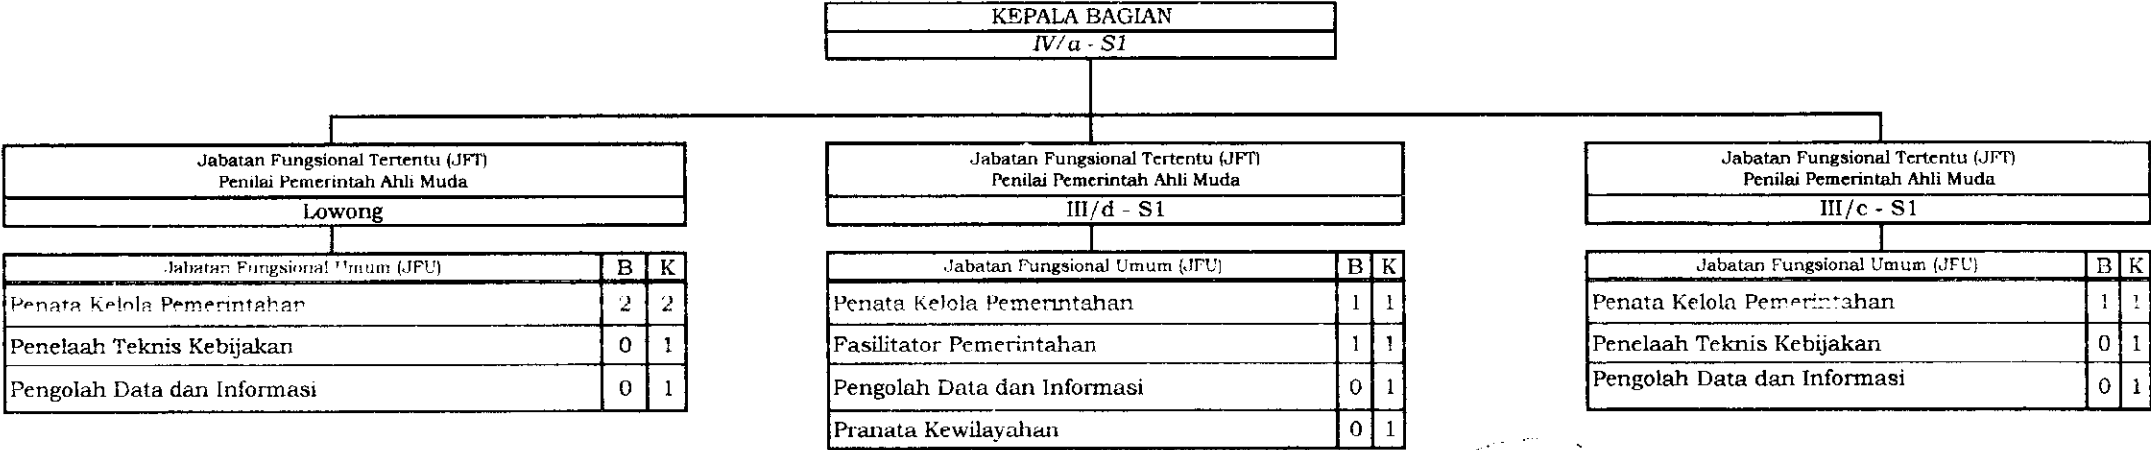 KEPALA BAGIAN
IV/a - S1
Jabatan Fungsional Tertentu (JFT)
Penilai Pemerintah Ahli Muda
Lowong
Jabatan Fungsional Umum (JFU) B K
Penata Kelola Pemerintahan 2 2
Penelaah Teknis Kebijakan 0 1
Pengolah Data dan Informasi 0 1
Jabatan Fungsional Tertentu (JFT)
Penilai Pemerintah Ahli Muda
III/d - S1
Jabatan Fungsional Umum (JFU) B K
Penata Kelola Pemerintahan 1 1
Fasilitator Pemerintahan 1 1
Pengolah Data dan Informasi 0 1
Pranata Kewilayahan 0 1
Jabatan Fungsional Tertentu (JFT)
Penilai Pemerintah Ahli Muda
III/c - S1
Jabatan Fungsional Umum (JFU) B K
Penata Kelola Pemerintahan 1 1
Penelaah Teknis Kebijakan 0 1
Pengolah Data dan Informasi 0 1